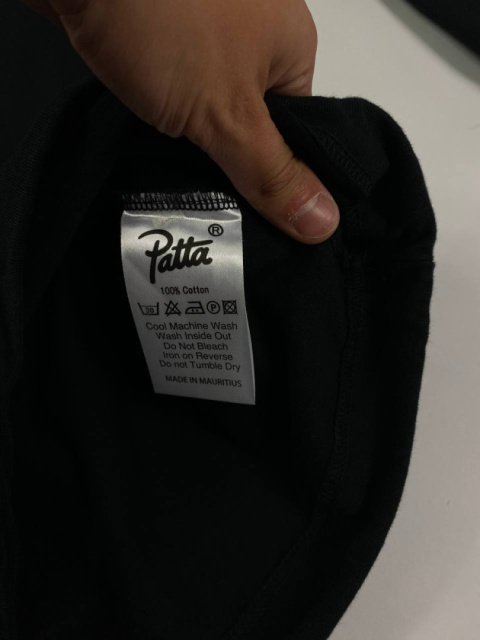 Patta®
100% Cotton
30 P
Cool Machine Wash
Wash Inside Out
Do Not Bleach
Iron on Reverse
Do not Tumble Dry
MADE IN MAURITIUS